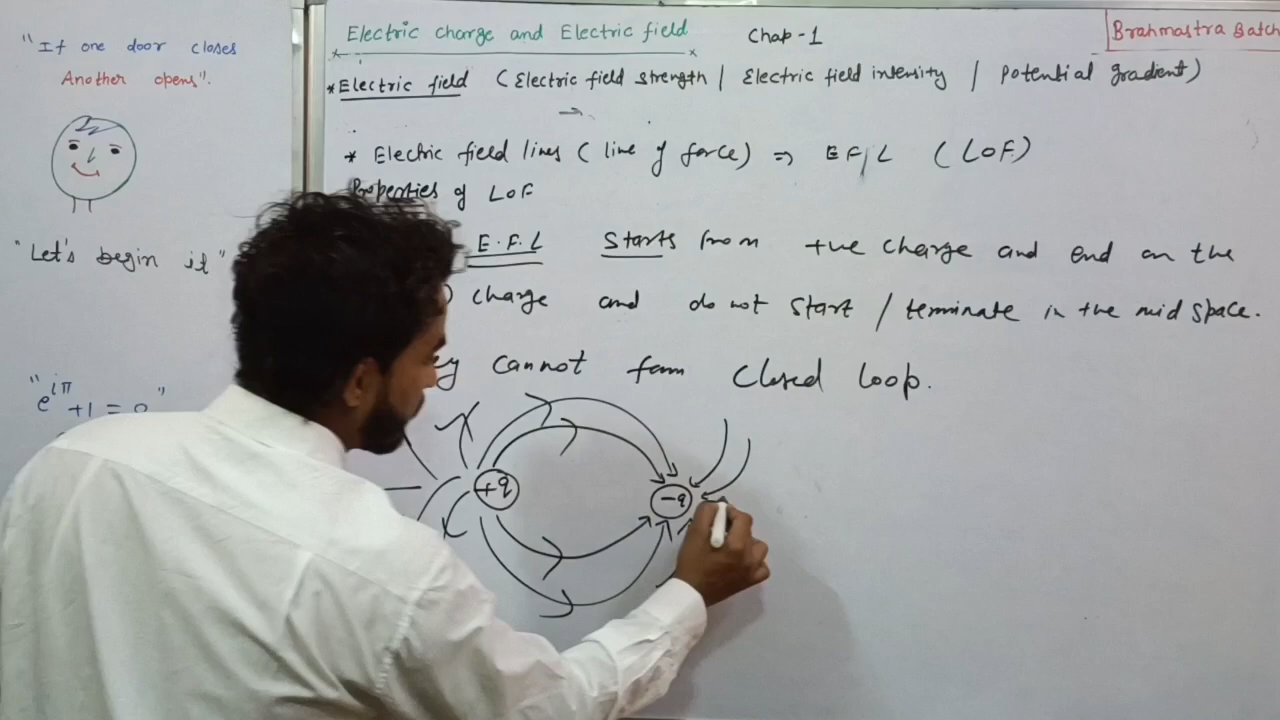 "If one door closes
Another opens".
"Let's begin it"
"e^iπ + 1 = 0"
Electric charge and Electric field Chap-1
Brahmastra Batch
* Electric field (Electric field strength / Electric field intensity / Potential gradient)
* Electric field lines (line of force) ⇒ E.F.L (LOF)
Properties of LOF
E.F.L starts from +ve charge and end on the
charge and do not start / terminate in the mid space.
cannot form closed loop.
+q
-q